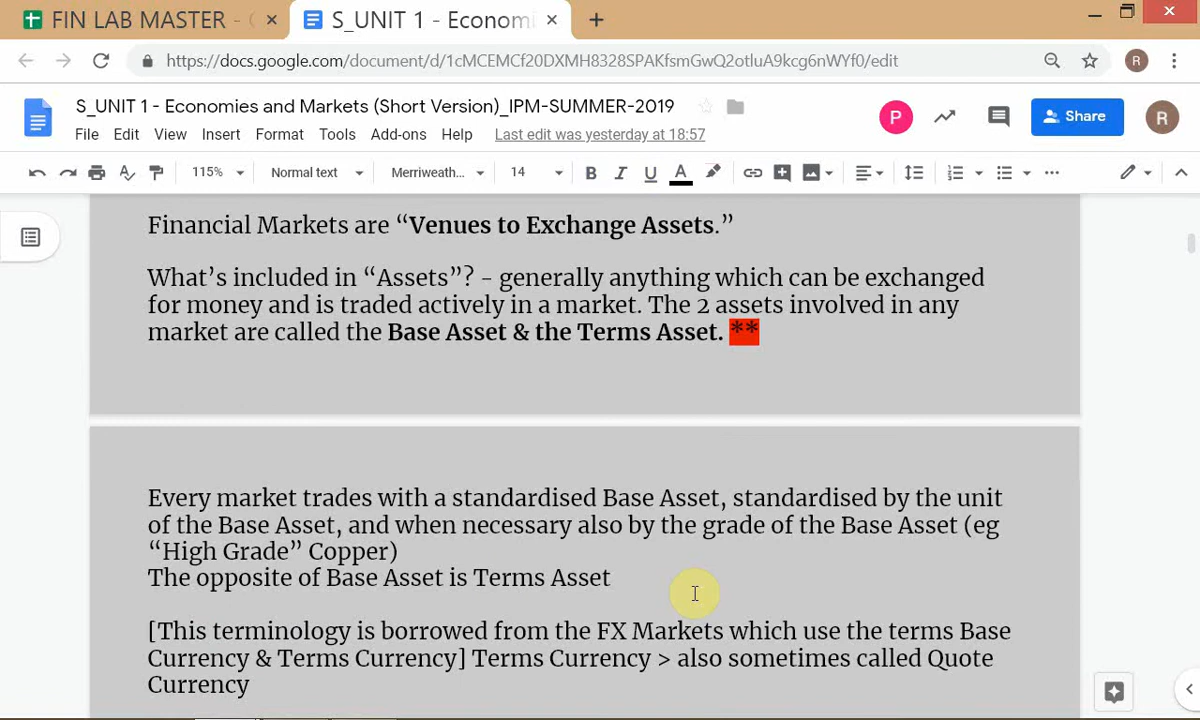 FIN LAB MASTER -
S_UNIT 1 - Economi
https://docs.google.com/document/d/1cMCEMCf20DXMH8328SPAKfsmGwQ2otluA9kcg6nWYf0/edit
R
S_UNIT 1 - Economies and Markets (Short Version)_IPM-SUMMER-2019
P
Share
R
File Edit View Insert Format Tools Add-ons Help Last edit was yesterday at 18:57
115% Normal text Merriweath... 14 B I U A
Financial Markets are “Venues to Exchange Assets.”
What’s included in “Assets”? - generally anything which can be exchanged
for money and is traded actively in a market. The 2 assets involved in any
market are called the Base Asset & the Terms Asset. **
Every market trades with a standardised Base Asset, standardised by the unit
of the Base Asset, and when necessary also by the grade of the Base Asset (eg
“High Grade” Copper)
The opposite of Base Asset is Terms Asset
[This terminology is borrowed from the FX Markets which use the terms Base
Currency & Terms Currency] Terms Currency > also sometimes called Quote
Currency